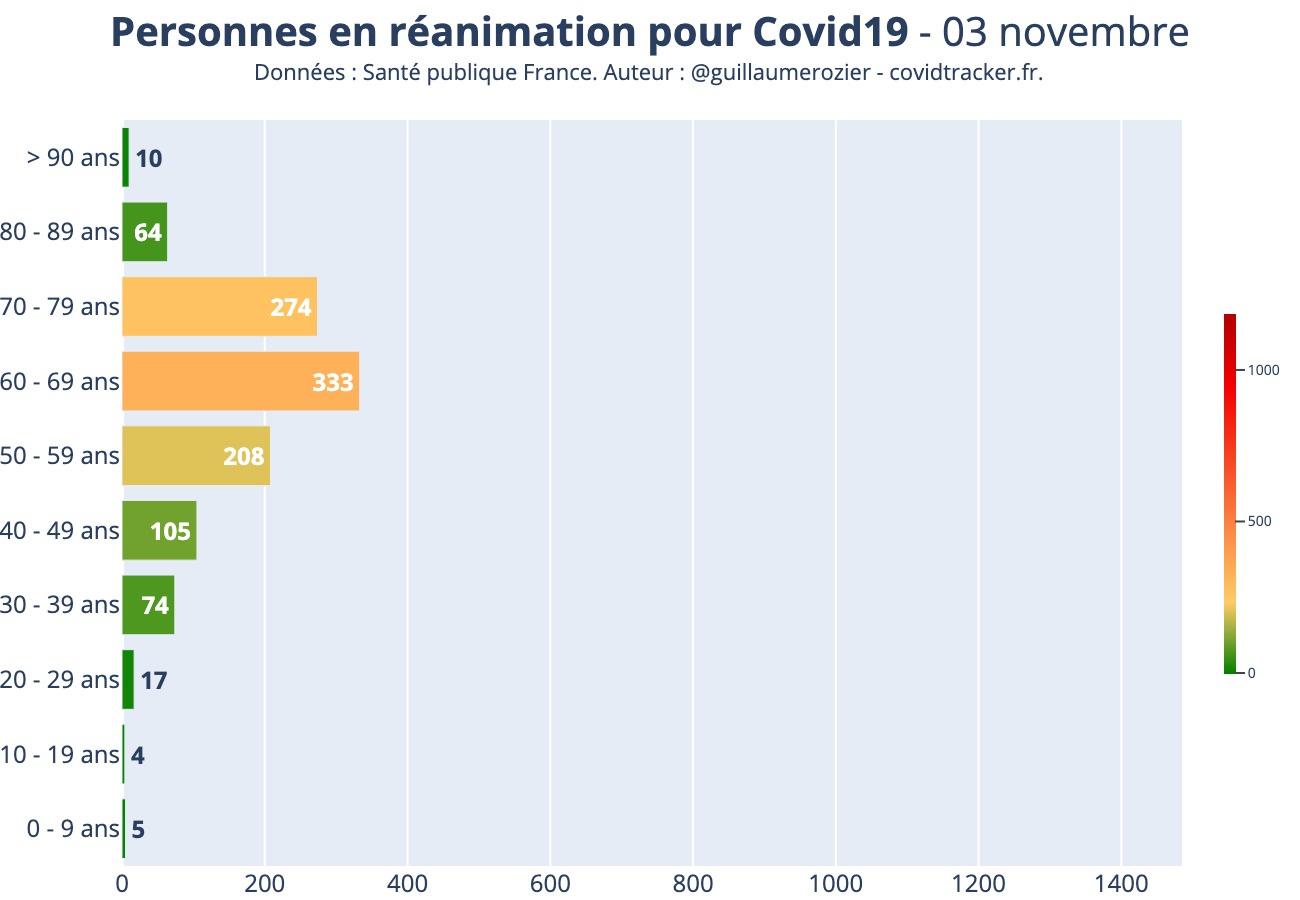 Personnes en réanimation pour Covid19 - 03 novembre
Données : Santé publique France. Auteur : @guillaumerozier - covidtracker.fr.
> 90 ans 10
80 - 89 ans 64
70 - 79 ans 274
60 - 69 ans 333
50 - 59 ans 208
40 - 49 ans 105
30 - 39 ans 74
20 - 29 ans 17
10 - 19 ans 4
0 - 9 ans 5
0 200 400 600 800 1000 1200 1400
1000
500
0